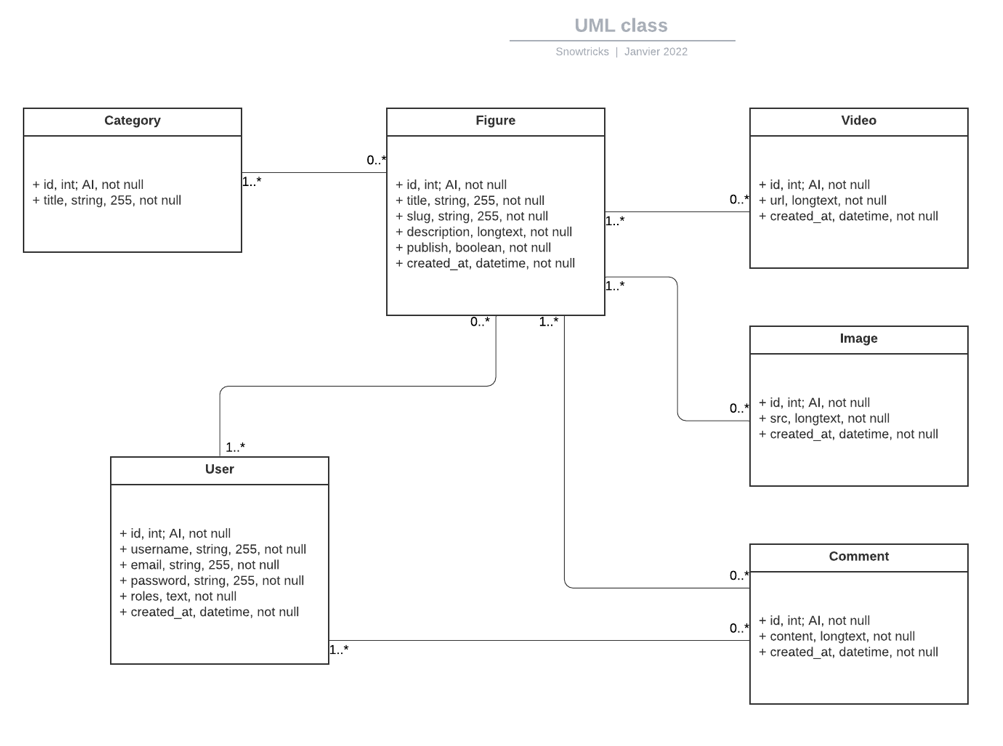 UML class
Snowtricks | Janvier 2022
Category
+ id, int; AI, not null
+ title, string, 255, not null
1..*
0..*
Figure
+ id, int; AI, not null
+ title, string, 255, not null
+ slug, string, 255, not null
+ description, longtext, not null
+ publish, boolean, not null
+ created_at, datetime, not null
1..*
0..*
Video
+ id, int; AI, not null
+ url, longtext, not null
+ created_at, datetime, not null
1..*
0..*
Image
+ id, int; AI, not null
+ src, longtext, not null
+ created_at, datetime, not null
0..*
1..*
1..*
User
+ id, int; AI, not null
+ username, string, 255, not null
+ email, string, 255, not null
+ password, string, 255, not null
+ roles, text, not null
+ created_at, datetime, not null
1..*
0..*
0..*
Comment
+ id, int; AI, not null
+ content, longtext, not null
+ created_at, datetime, not null